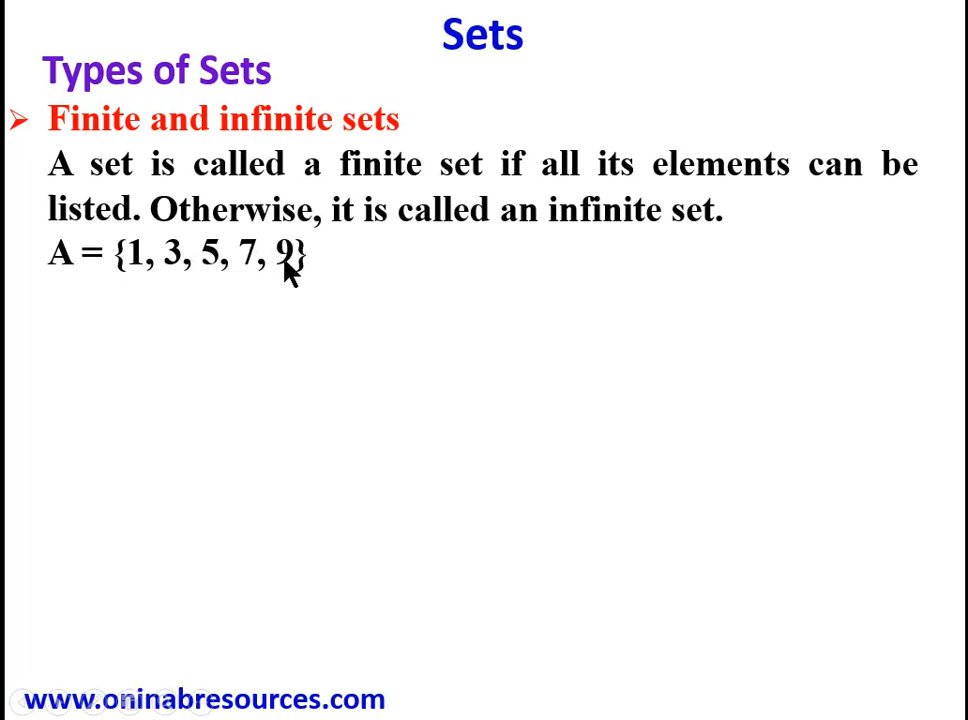 Sets
Types of Sets
➢ Finite and infinite sets
A set is called a finite set if all its elements can be
listed. Otherwise, it is called an infinite set.
A = {1, 3, 5, 7, 9}
www.oninabresources.com